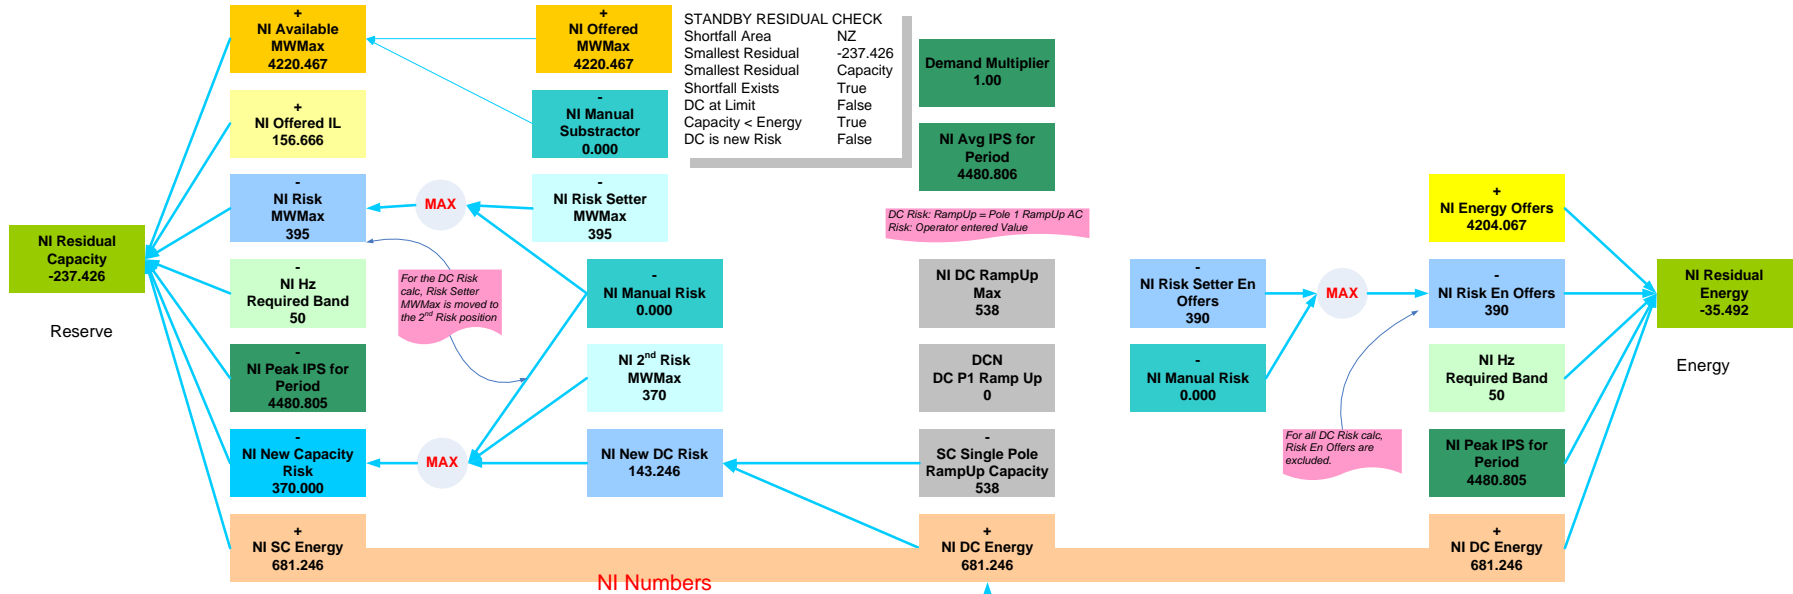 +
NI Available
MWMax
4220.467
+
NI Offered
MWMax
4220.467
STANDBY RESIDUAL CHECK
Shortfall Area NZ
Smallest Residual -237.426
Smallest Residual Capacity
Shortfall Exists True
DC at Limit False
Capacity < Energy True
DC is new Risk False
Demand Multiplier
1.00
+
NI Offered IL
156.666
-
NI Manual
Substractor
0.000
NI Avg IPS for
Period
4480.806
-
NI Risk
MWMax
395
MAX
-
NI Risk Setter
MWMax
395
DC Risk: RampUp = Pole 1 RampUp AC
Risk: Operator entered Value
+
NI Energy Offers
4204.067
NI Residual
Capacity
-237.426
Reserve
-
NI Hz
Required Band
50
For the DC Risk
calc, Risk Setter
MWMax is moved to
the 2nd Risk position
-
NI Manual Risk
0.000
NI DC RampUp
Max
538
-
NI Risk Setter En
Offers
390
MAX
-
NI Risk En Offers
390
NI Residual
Energy
-35.492
Energy
-
NI Peak IPS for
Period
4480.805
NI 2nd Risk
MWMax
370
DCN
DC P1 Ramp Up
0
-
NI Manual Risk
0.000
NI Hz
Required Band
50
-
NI New Capacity
Risk
370.000
MAX
NI New DC Risk
143.246
-
SC Single Pole
RampUp Capacity
538
For all DC Risk calc,
Risk En Offers are
excluded.
NI Peak IPS for
Period
4480.805
+
NI SC Energy
681.246
+
NI DC Energy
681.246
+
NI DC Energy
681.246
NI Numbers